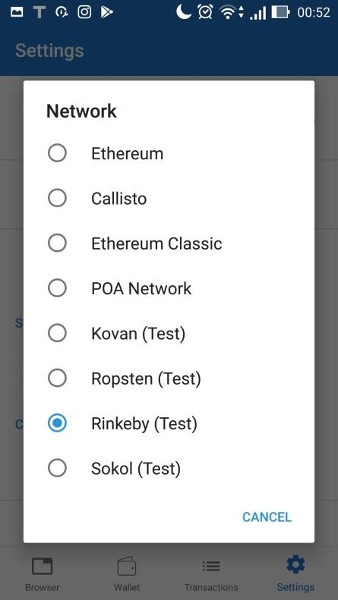 00:52
Settings
Network
Ethereum
Callisto
Ethereum Classic
POA Network
Kovan (Test)
Ropsten (Test)
Rinkeby (Test)
Sokol (Test)
CANCEL
Browser
Wallet
Transactions
Settings